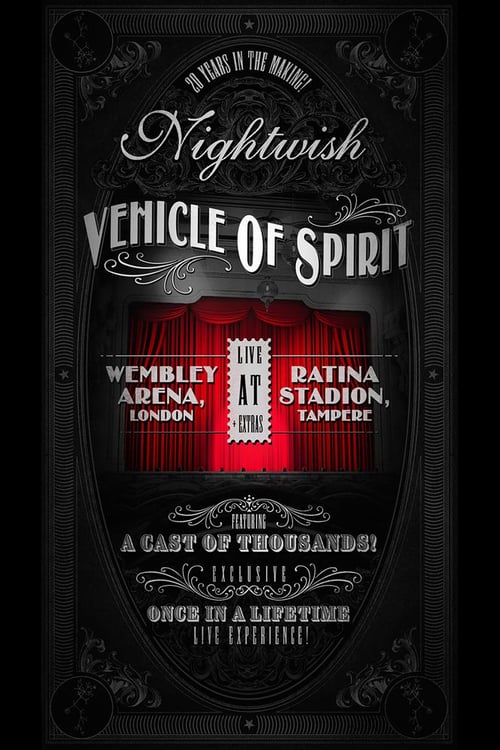 20 YEARS IN THE MAKING!
Nightwish
VEHICLE OF SPIRIT
WEMBLEY
ARENA,
LONDON
LIVE
AT
+ EXTRAS
RATINA
STADION,
TAMPERE
FEATURING
A CAST OF THOUSANDS!
EXCLUSIVE
ONCE IN A LIFETIME
LIVE EXPERIENCE!